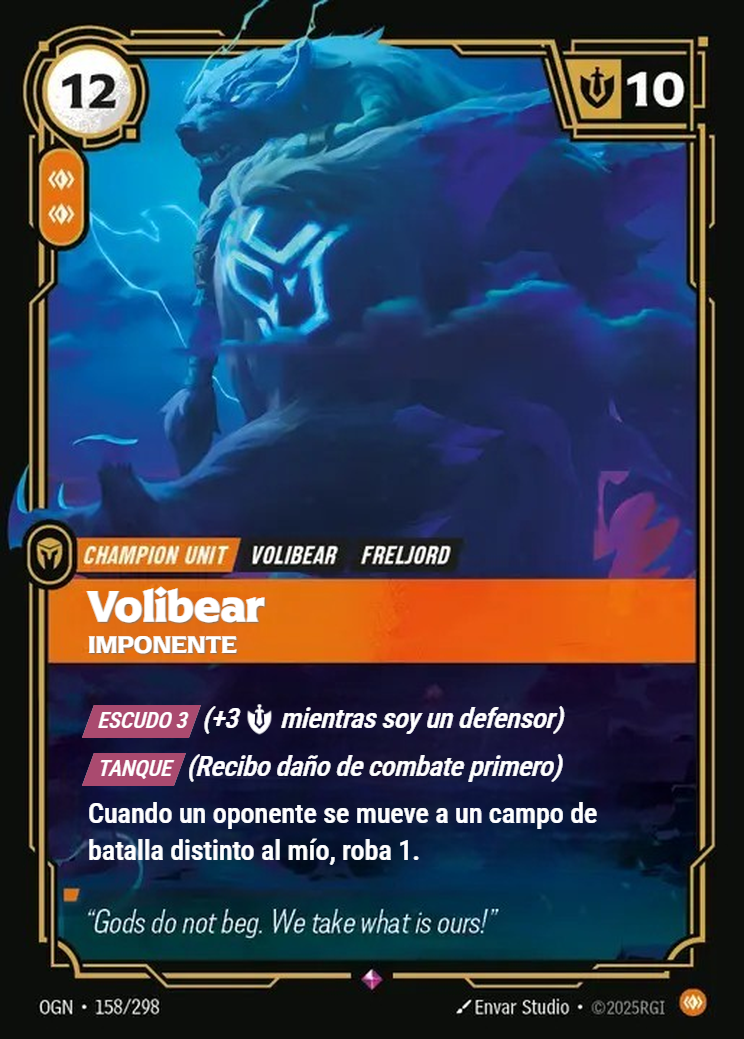 12
10
CHAMPION UNIT VOLIBEAR FRELJORD
Volibear
IMPONENTE
ESCUDO 3 (+3 mientras soy un defensor)
TANQUE (Recibo daño de combate primero)
Cuando un oponente se mueve a un campo de
batalla distinto al mío, roba 1.
“Gods do not beg. We take what is ours!”
OGN • 158/298
Envar Studio • ©2025RGI